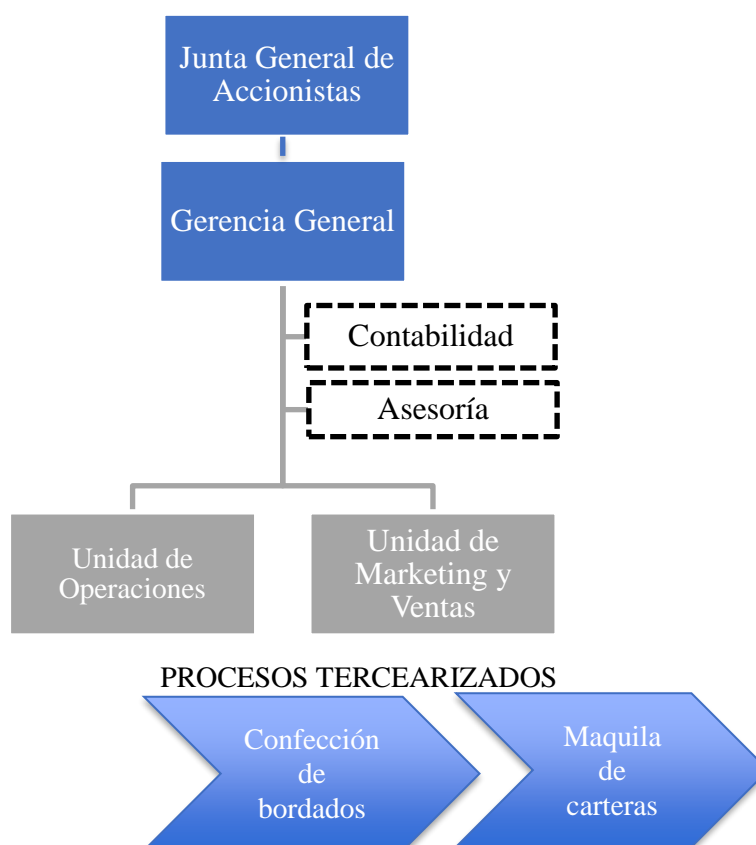 Junta General de
Accionistas
Gerencia General
Contabilidad
Asesoría
Unidad de
Operaciones
Unidad de
Marketing y
Ventas
PROCESOS TERCEARIZADOS
Confección
de
bordados
Maquila
de
carteras